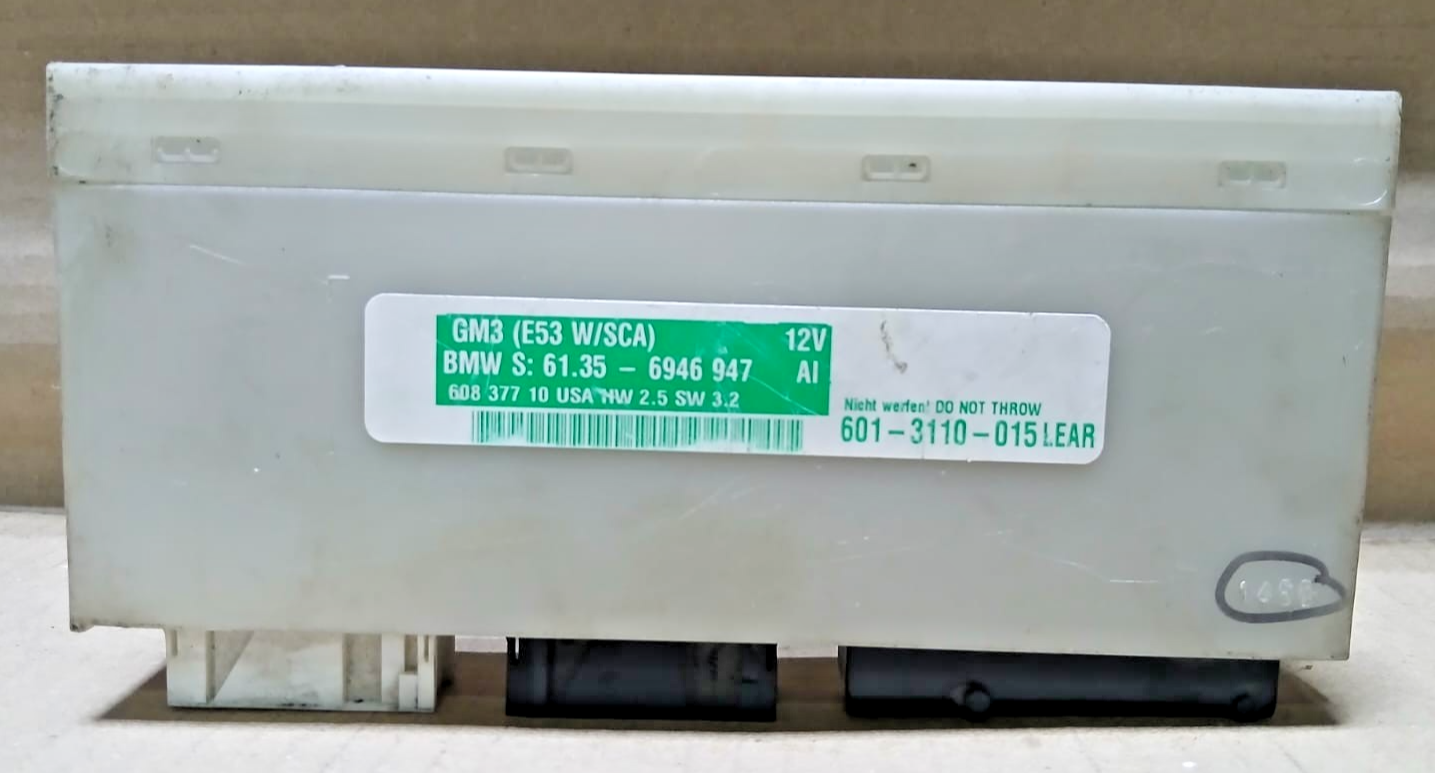 GM3 (E53 W/SCA) 12V
BMW S: 61.35 – 6946 947 AI
608 377 10 USA HW 2.5 SW 3.2
Nicht werfen! DO NOT THROW
601–3110–015 LEAR